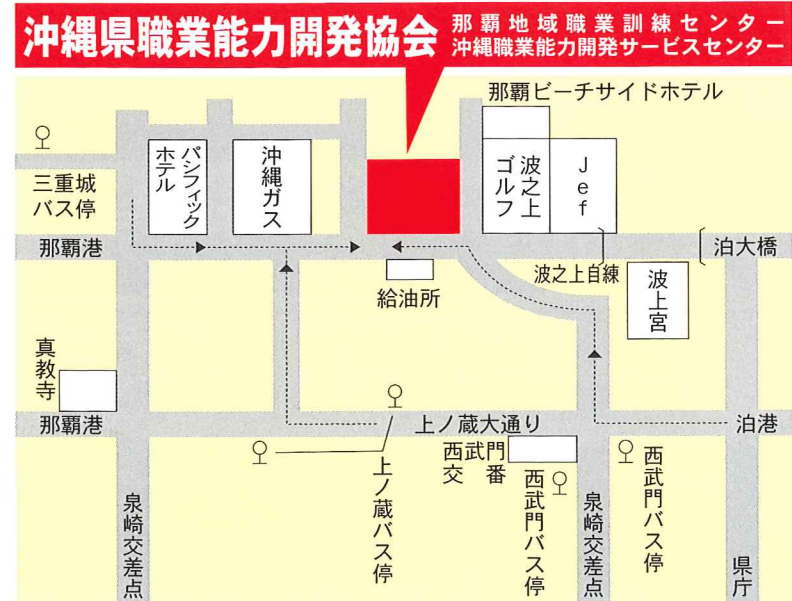 沖縄県職業能力開発協会
那覇地域職業訓練センター
沖縄職業能力開発サービスセンター
那覇ビーチサイドホテル
三重城
バス停
パシフィック
ホテル
沖縄ガス
波之上
ゴルフ
Jef
那覇港
泊大橋
波之上自練
給油所
波上宮
真教寺
那覇港
上ノ蔵大通り
泊港
西武門
交番
上ノ蔵バス停
西武門バス停
西武門バス停
泉崎交差点
泉崎交差点
県庁